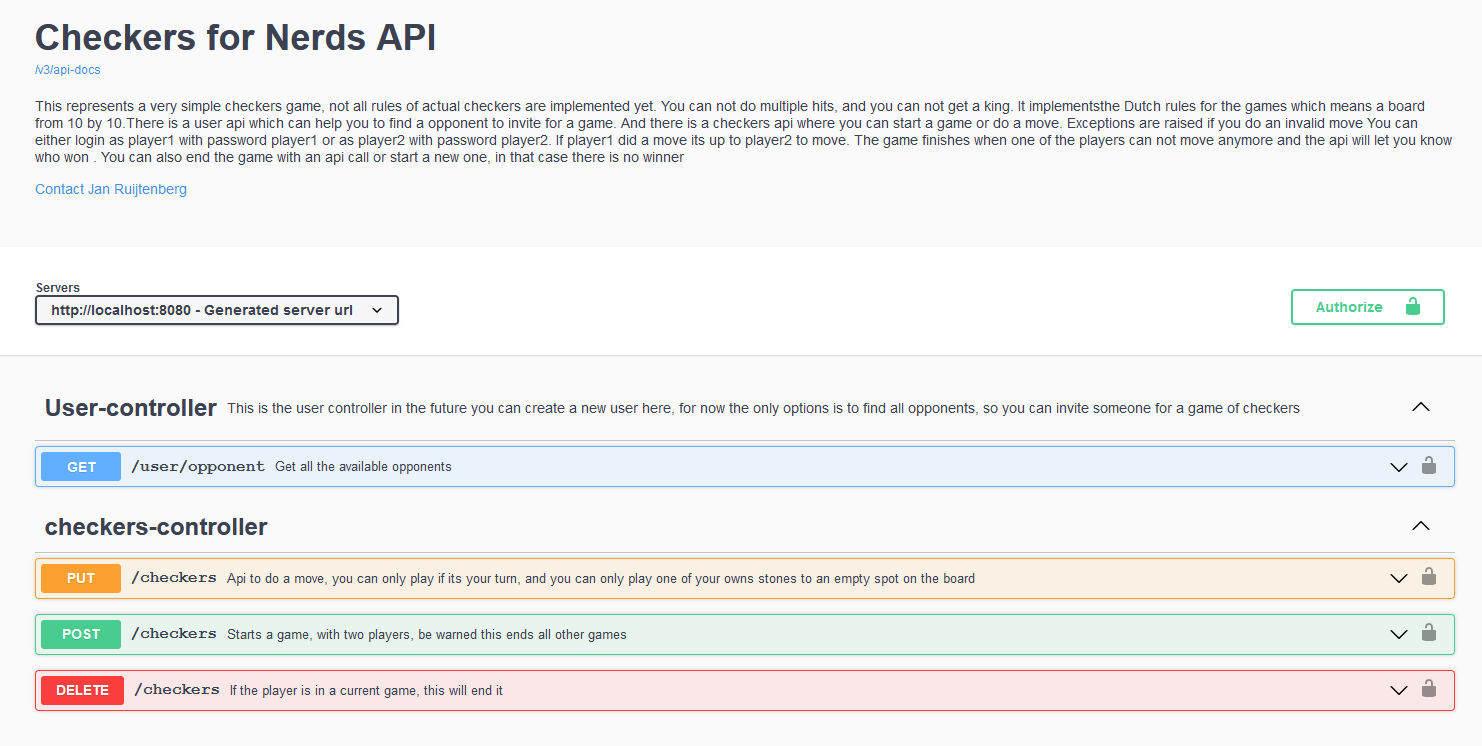 Checkers for Nerds API
/v3/api-docs
This represents a very simple checkers game, not all rules of actual checkers are implemented yet. You can not do multiple hits, and you can not get a king. It implementsthe Dutch rules for the games which means a board
from 10 by 10.There is a user api which can help you to find a opponent to invite for a game. And there is a checkers api where you can start a game or do a move. Exceptions are raised if you do an invalid move You can
either login as player1 with password player1 or as player2 with password player2. If player1 did a move its up to player2 to move. The game finishes when one of the players can not move anymore and the api will let you know
who won . You can also end the game with an api call or start a new one, in that case there is no winner
Contact Jan Ruijtenberg
Servers
http://localhost:8080 - Generated server url
Authorize
User-controller This is the user controller in the future you can create a new user here, for now the only options is to find all opponents, so you can invite someone for a game of checkers
GET /user/opponent Get all the available opponents
checkers-controller
PUT /checkers Api to do a move, you can only play if its your turn, and you can only play one of your owns stones to an empty spot on the board
POST /checkers Starts a game, with two players, be warned this ends all other games
DELETE /checkers If the player is in a current game, this will end it